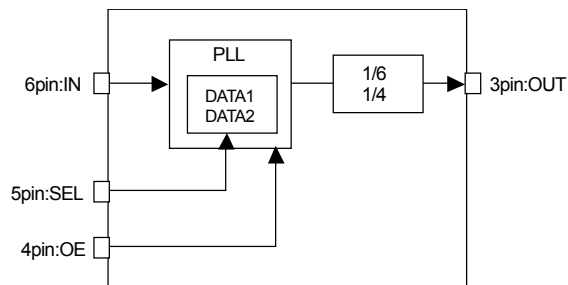 PLL
6pin:IN
DATA1
DATA2
1/6
1/4
3pin:OUT
5pin:SEL
4pin:OE